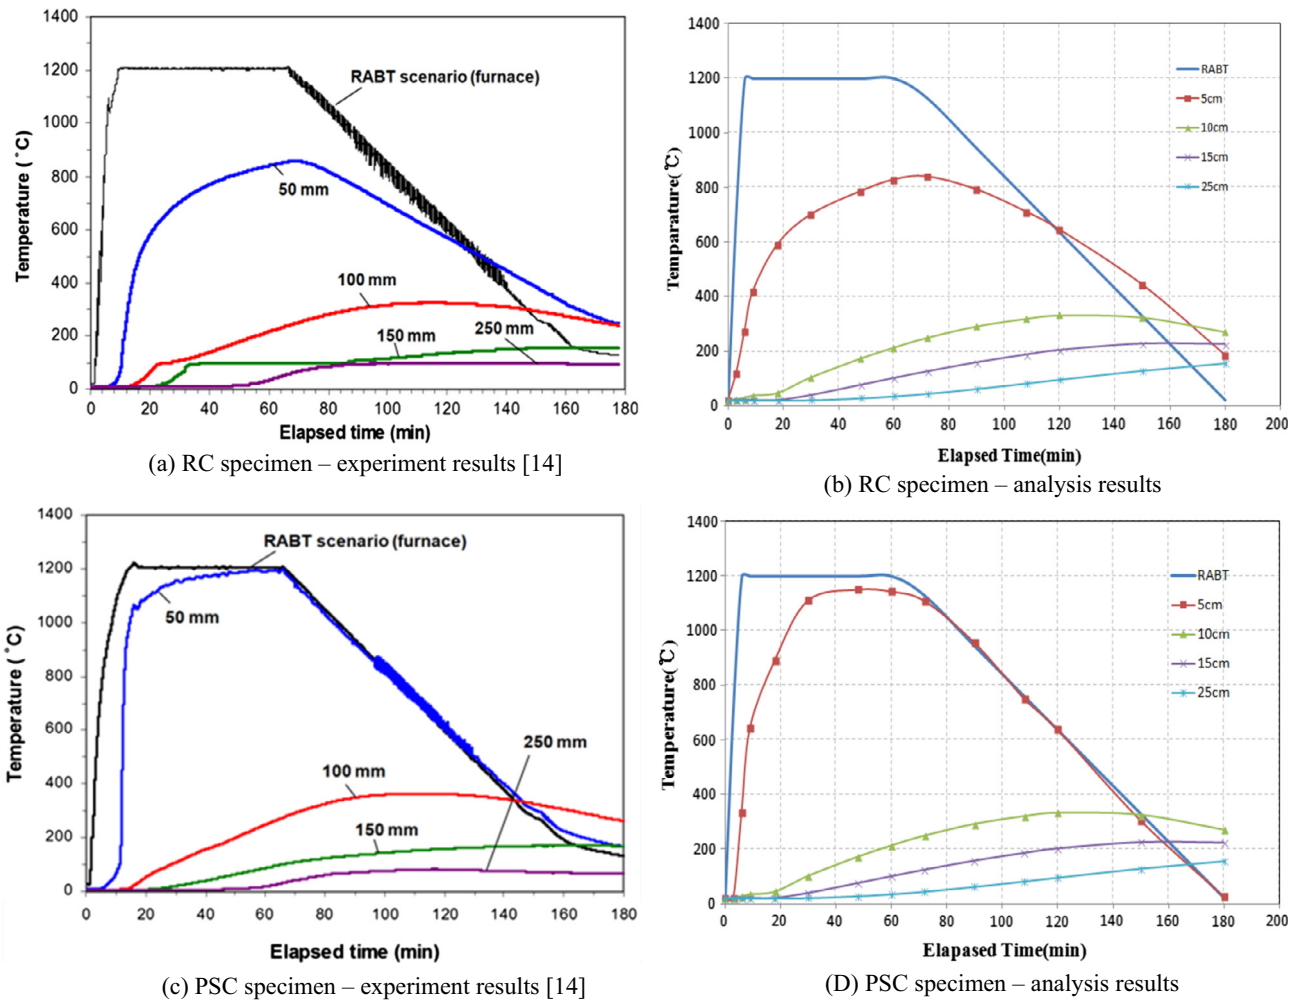 1400
1200
1000
800
600
400
200
0
Temperature (˚C)
RABT scenario (furnace)
50 mm
100 mm
150 mm
250 mm
0 20 40 60 80 100 120 140 160 180
Elapsed time (min)
(a) RC specimen – experiment results [14]
1400
1200
1000
800
600
400
200
0
Temparature(℃)
RABT
5cm
10cm
15cm
25cm
0 20 40 60 80 100 120 140 160 180 200
Elapsed Time(min)
(b) RC specimen – analysis results
1400
1200
1000
800
600
400
200
0
Temperature (˚C)
RABT scenario (furnace)
50 mm
100 mm
150 mm
250 mm
0 20 40 60 80 100 120 140 160 180
Elapsed time (min)
(c) PSC specimen – experiment results [14]
1400
1200
1000
800
600
400
200
0
Temperature(℃)
RABT
5cm
10cm
15cm
25cm
0 20 40 60 80 100 120 140 160 180 200
Elapased Time(min)
(D) PSC specimen – analysis results